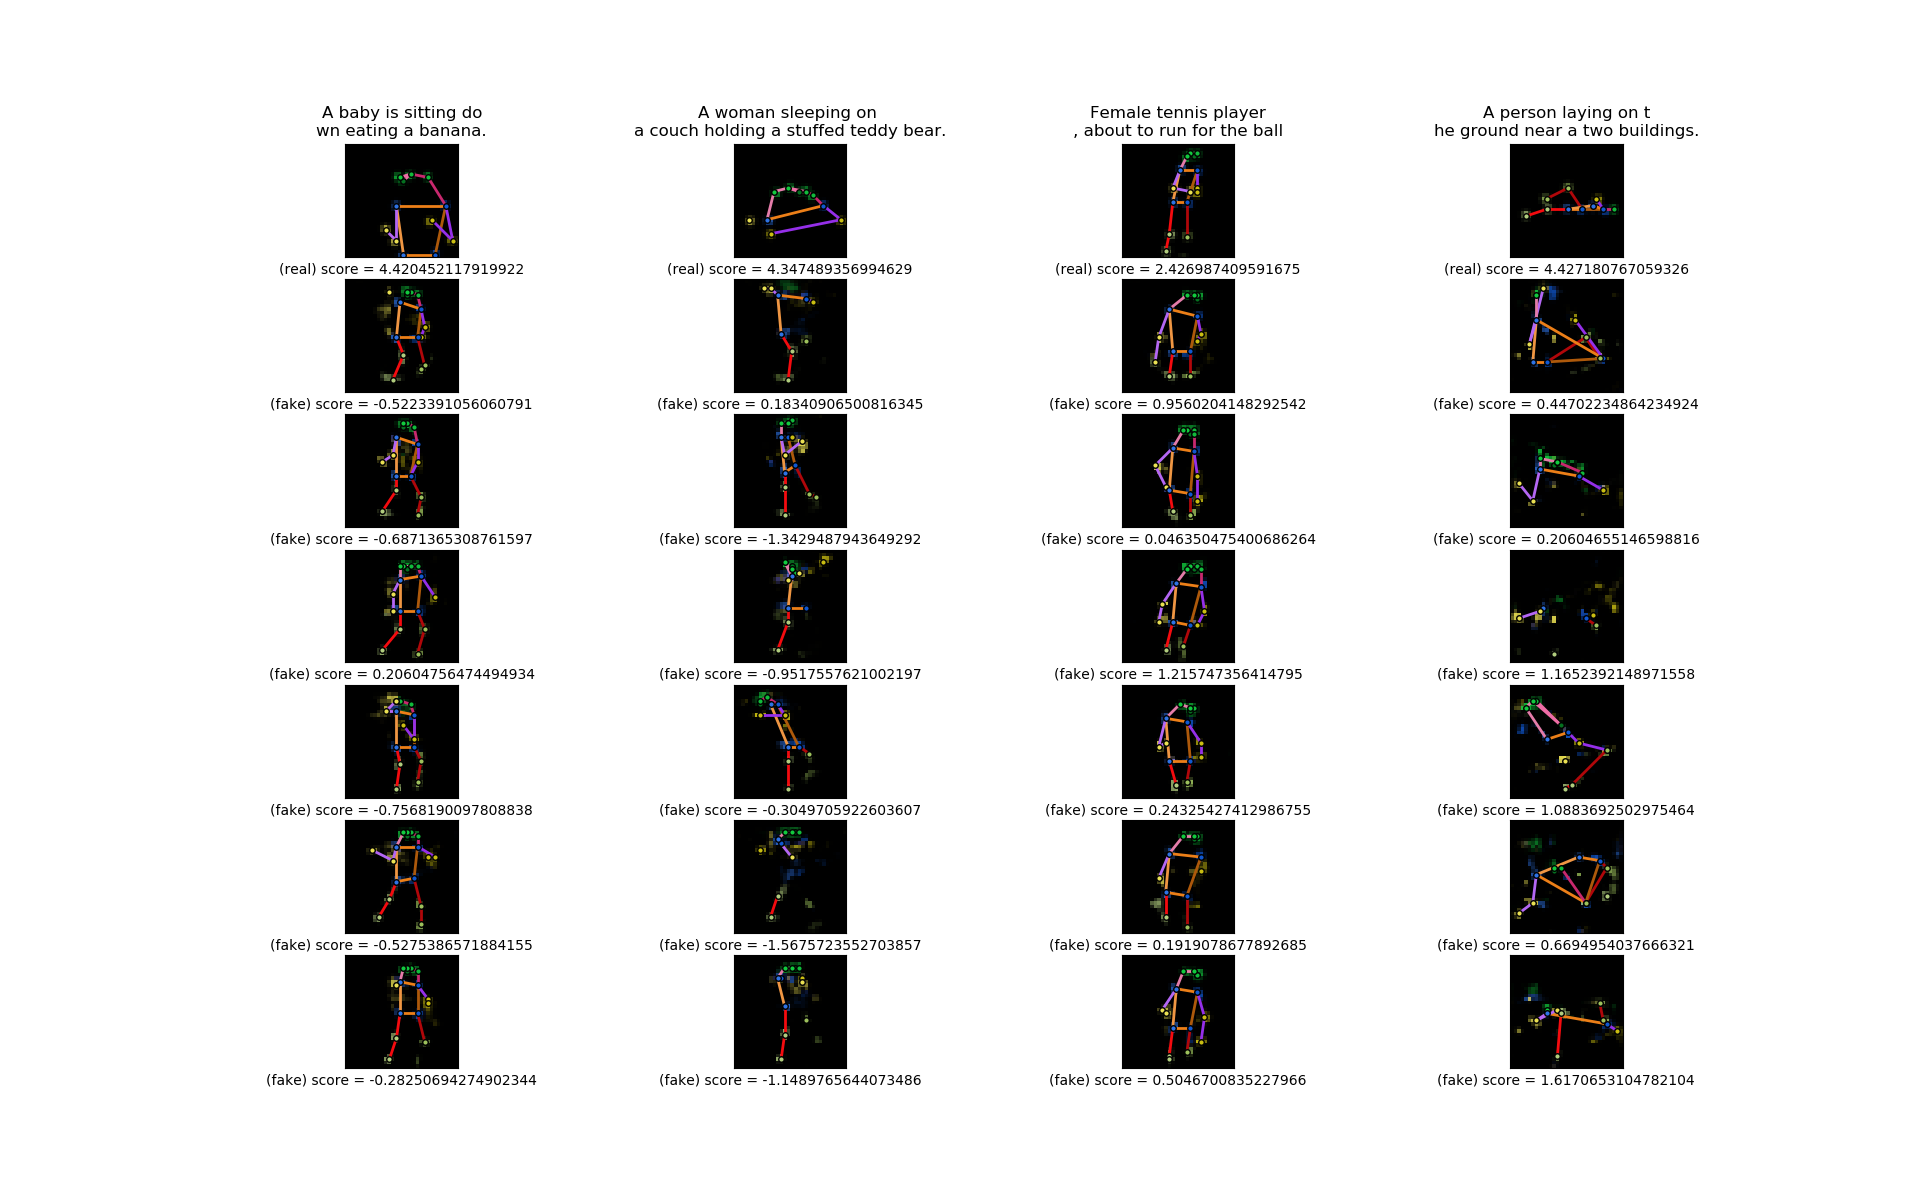 A baby is sitting do
wn eating a banana.
A woman sleeping on
a couch holding a stuffed teddy bear.
Female tennis player
, about to run for the ball
A person laying on t
he ground near a two buildings.
(real) score = 4.420452117919922
(real) score = 4.347489356994629
(real) score = 2.426987409591675
(real) score = 4.427180767059326
(fake) score = -0.5223391056060791
(fake) score = 0.18340906500816345
(fake) score = 0.9560204148292542
(fake) score = 0.44702234864234924
(fake) score = -0.6871365308761597
(fake) score = -1.3429487943649292
(fake) score = 0.046350475400686264
(fake) score = 0.20604655146598816
(fake) score = 0.20604756474494934
(fake) score = -0.9517557621002197
(fake) score = 1.215747356414795
(fake) score = 1.1652392148971558
(fake) score = -0.7568190097808838
(fake) score = -0.3049705922603607
(fake) score = 0.24325427412986755
(fake) score = 1.0883692502975464
(fake) score = -0.5275386571884155
(fake) score = -1.5675723552703857
(fake) score = 0.1919078677892685
(fake) score = 0.6694954037666321
(fake) score = -0.28250694274902344
(fake) score = -1.1489765644073486
(fake) score = 0.5046700835227966
(fake) score = 1.6170653104782104